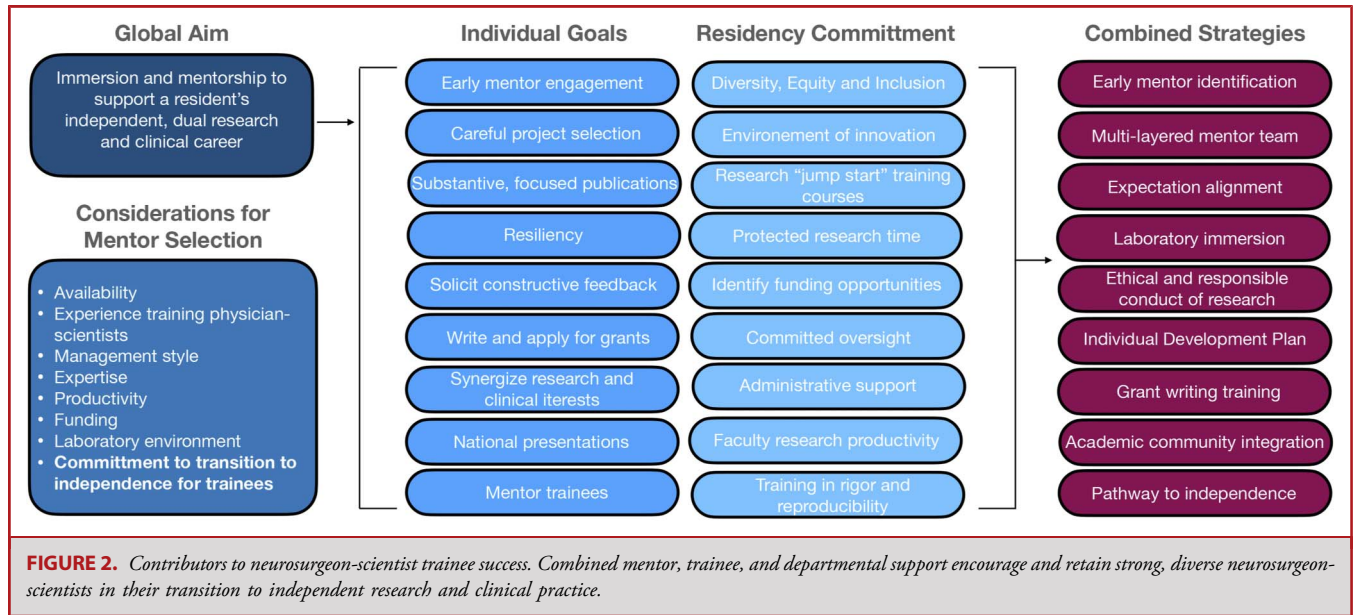 Global Aim
Immersion and mentorship to
support a resident's
independent, dual research
and clinical career
Considerations for
Mentor Selection
• Availability
• Experience training physician-
scientists
• Management style
• Expertise
• Productivity
• Funding
• Laboratory environment
• Committment to transition to
independence for trainees
Individual Goals
Early mentor engagement
Careful project selection
Substantive, focused publications
Resiliency
Solicit constructive feedback
Write and apply for grants
Synergize research and
clinical iterests
National presentations
Mentor trainees
Residency Committment
Diversity, Equity and Inclusion
Environement of innovation
Research "jump start" training
courses
Protected research time
Identify funding opportunities
Committed oversight
Administrative support
Faculty research productivity
Training in rigor and
reproducibility
Combined Strategies
Early mentor identification
Multi-layered mentor team
Expectation alignment
Laboratory immersion
Ethical and responsible
conduct of research
Individual Development Plan
Grant writing training
Academic community integration
Pathway to independence
FIGURE 2. Contributors to neurosurgeon-scientist trainee success. Combined mentor, trainee, and departmental support encourage and retain strong, diverse neurosurgeon-
scientists in their transition to independent research and clinical practice.